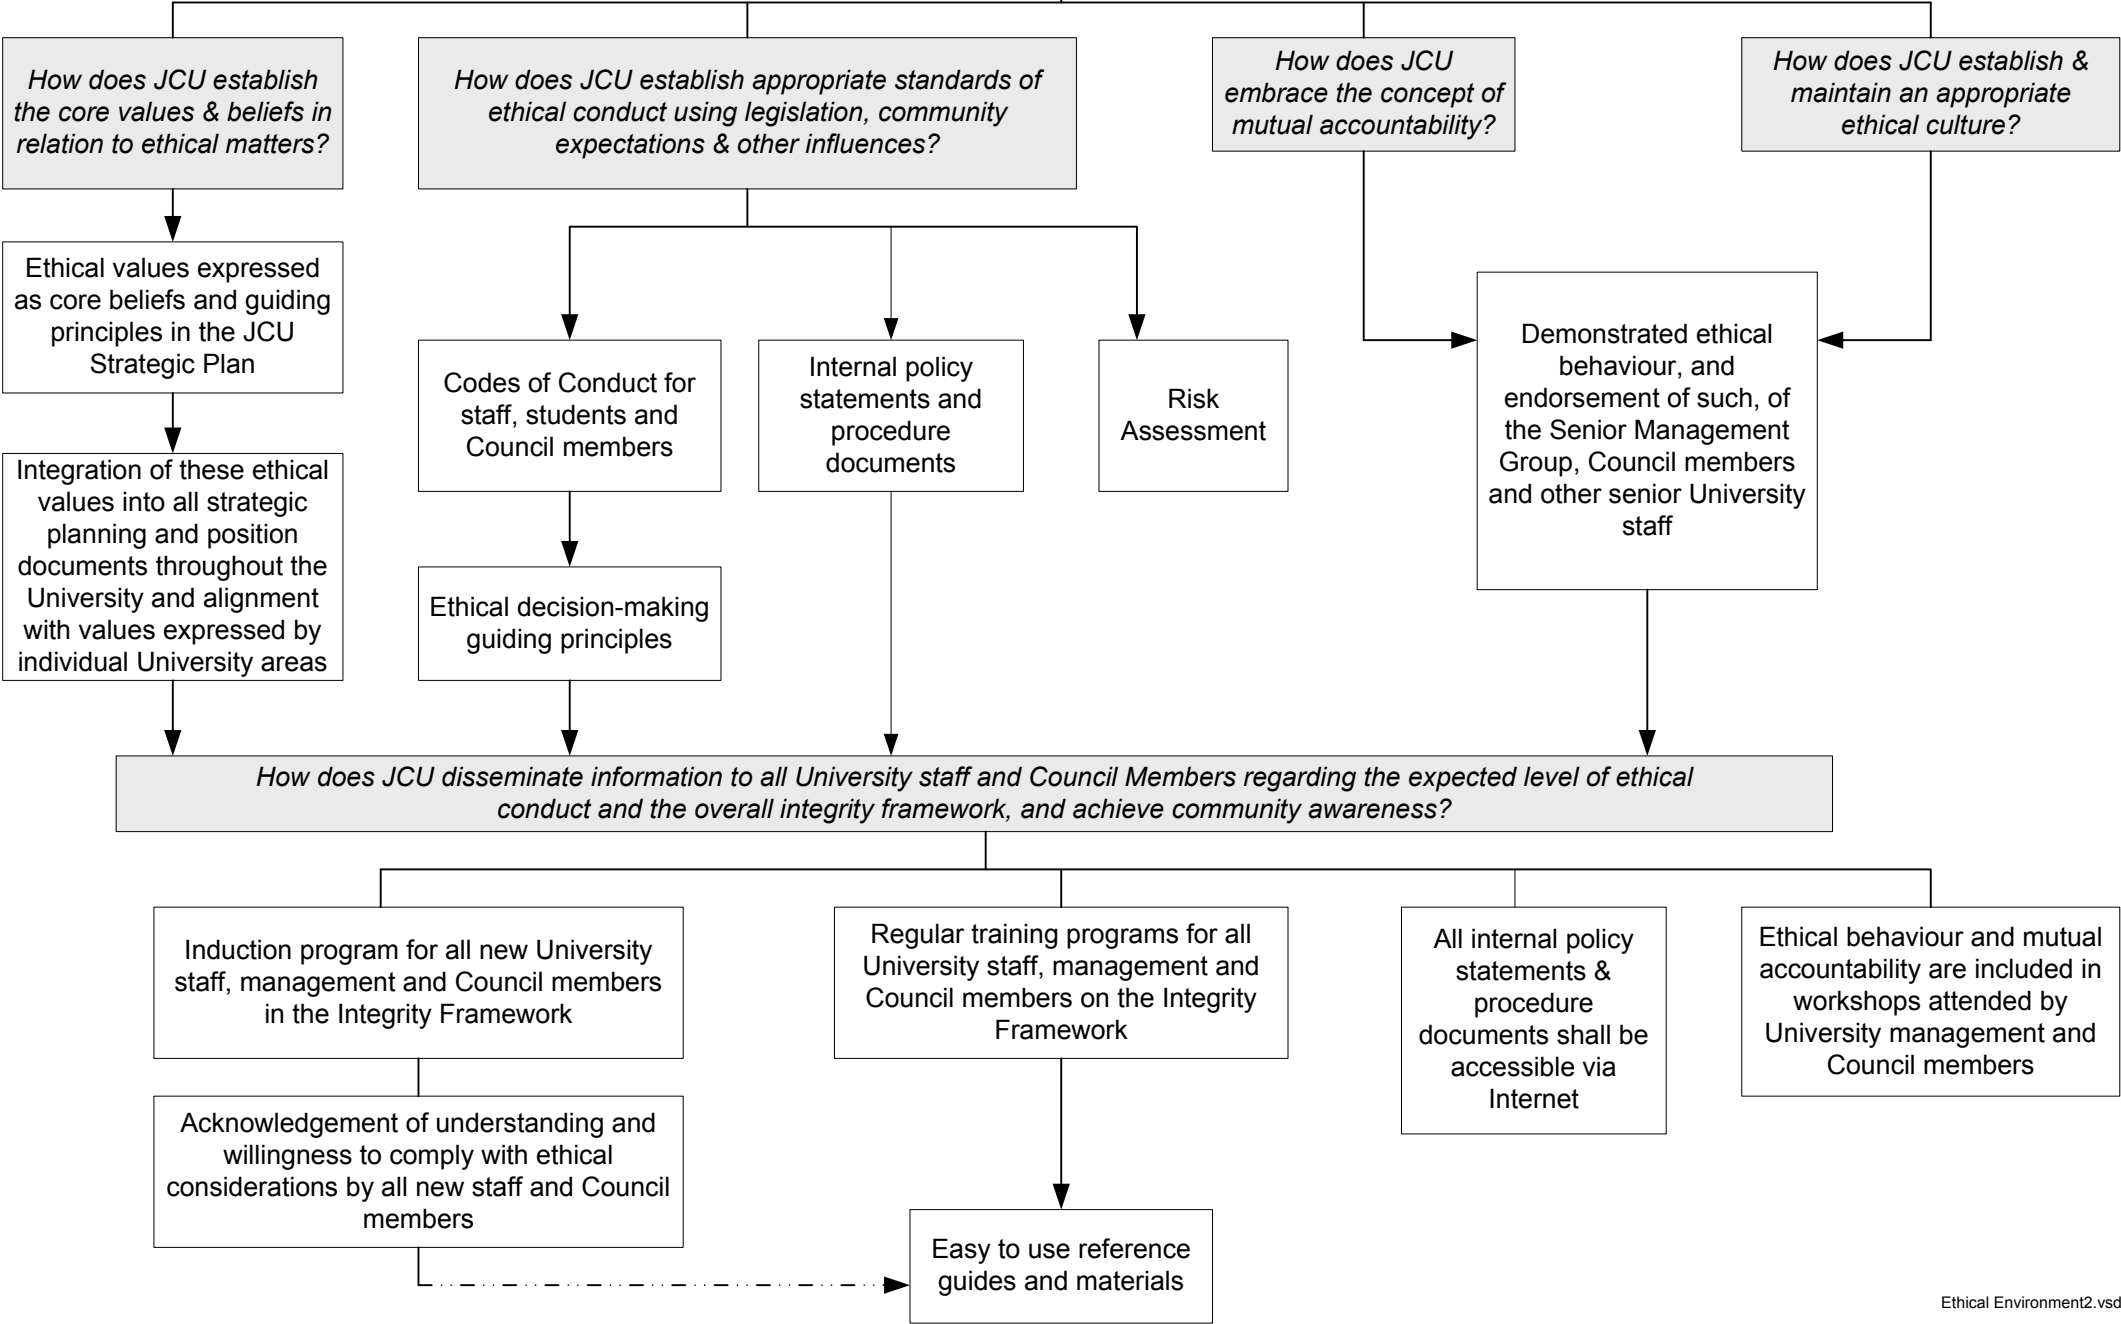 How does JCU establish
the core values & beliefs in
relation to ethical matters?
How does JCU establish appropriate standards of
ethical conduct using legislation, community
expectations & other influences?
How does JCU
embrace the concept of
mutual accountability?
How does JCU establish &
maintain an appropriate
ethical culture?
Ethical values expressed
as core beliefs and guiding
principles in the JCU
Strategic Plan
Integration of these ethical
values into all strategic
planning and position
documents throughout the
University and alignment
with values expressed by
individual University areas
Codes of Conduct for
staff, students and
Council members
Ethical decision-making
guiding principles
Internal policy
statements and
procedure
documents
Risk
Assessment
Demonstrated ethical
behaviour, and
endorsement of such, of
the Senior Management
Group, Council members
and other senior University
staff
How does JCU disseminate information to all University staff and Council Members regarding the expected level of ethical
conduct and the overall integrity framework, and achieve community awareness?
Induction program for all new University
staff, management and Council members
in the Integrity Framework
Acknowledgement of understanding and
willingness to comply with ethical
considerations by all new staff and Council
members
Regular training programs for all
University staff, management and
Council members on the Integrity
Framework
Easy to use reference
guides and materials
All internal policy
statements &
procedure
documents shall be
accessible via
Internet
Ethical behaviour and mutual
accountability are included in
workshops attended by
University management and
Council members
Ethical Environment2.vsd